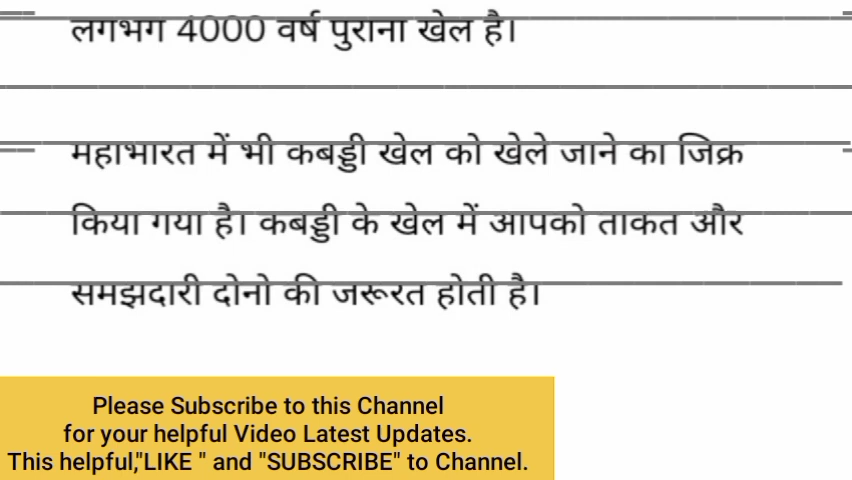 लगभग 4000 वर्ष पुराना खेल है।
महाभारत में भी कबड्डी खेल को खेले जाने का जिक्र
किया गया है। कबड्डी के खेल में आपको ताकत और
समझदारी दोनो की जरूरत होती है।
Please Subscribe to this Channel
for your helpful Video Latest Updates.
This helpful,"LIKE " and "SUBSCRIBE" to Channel.